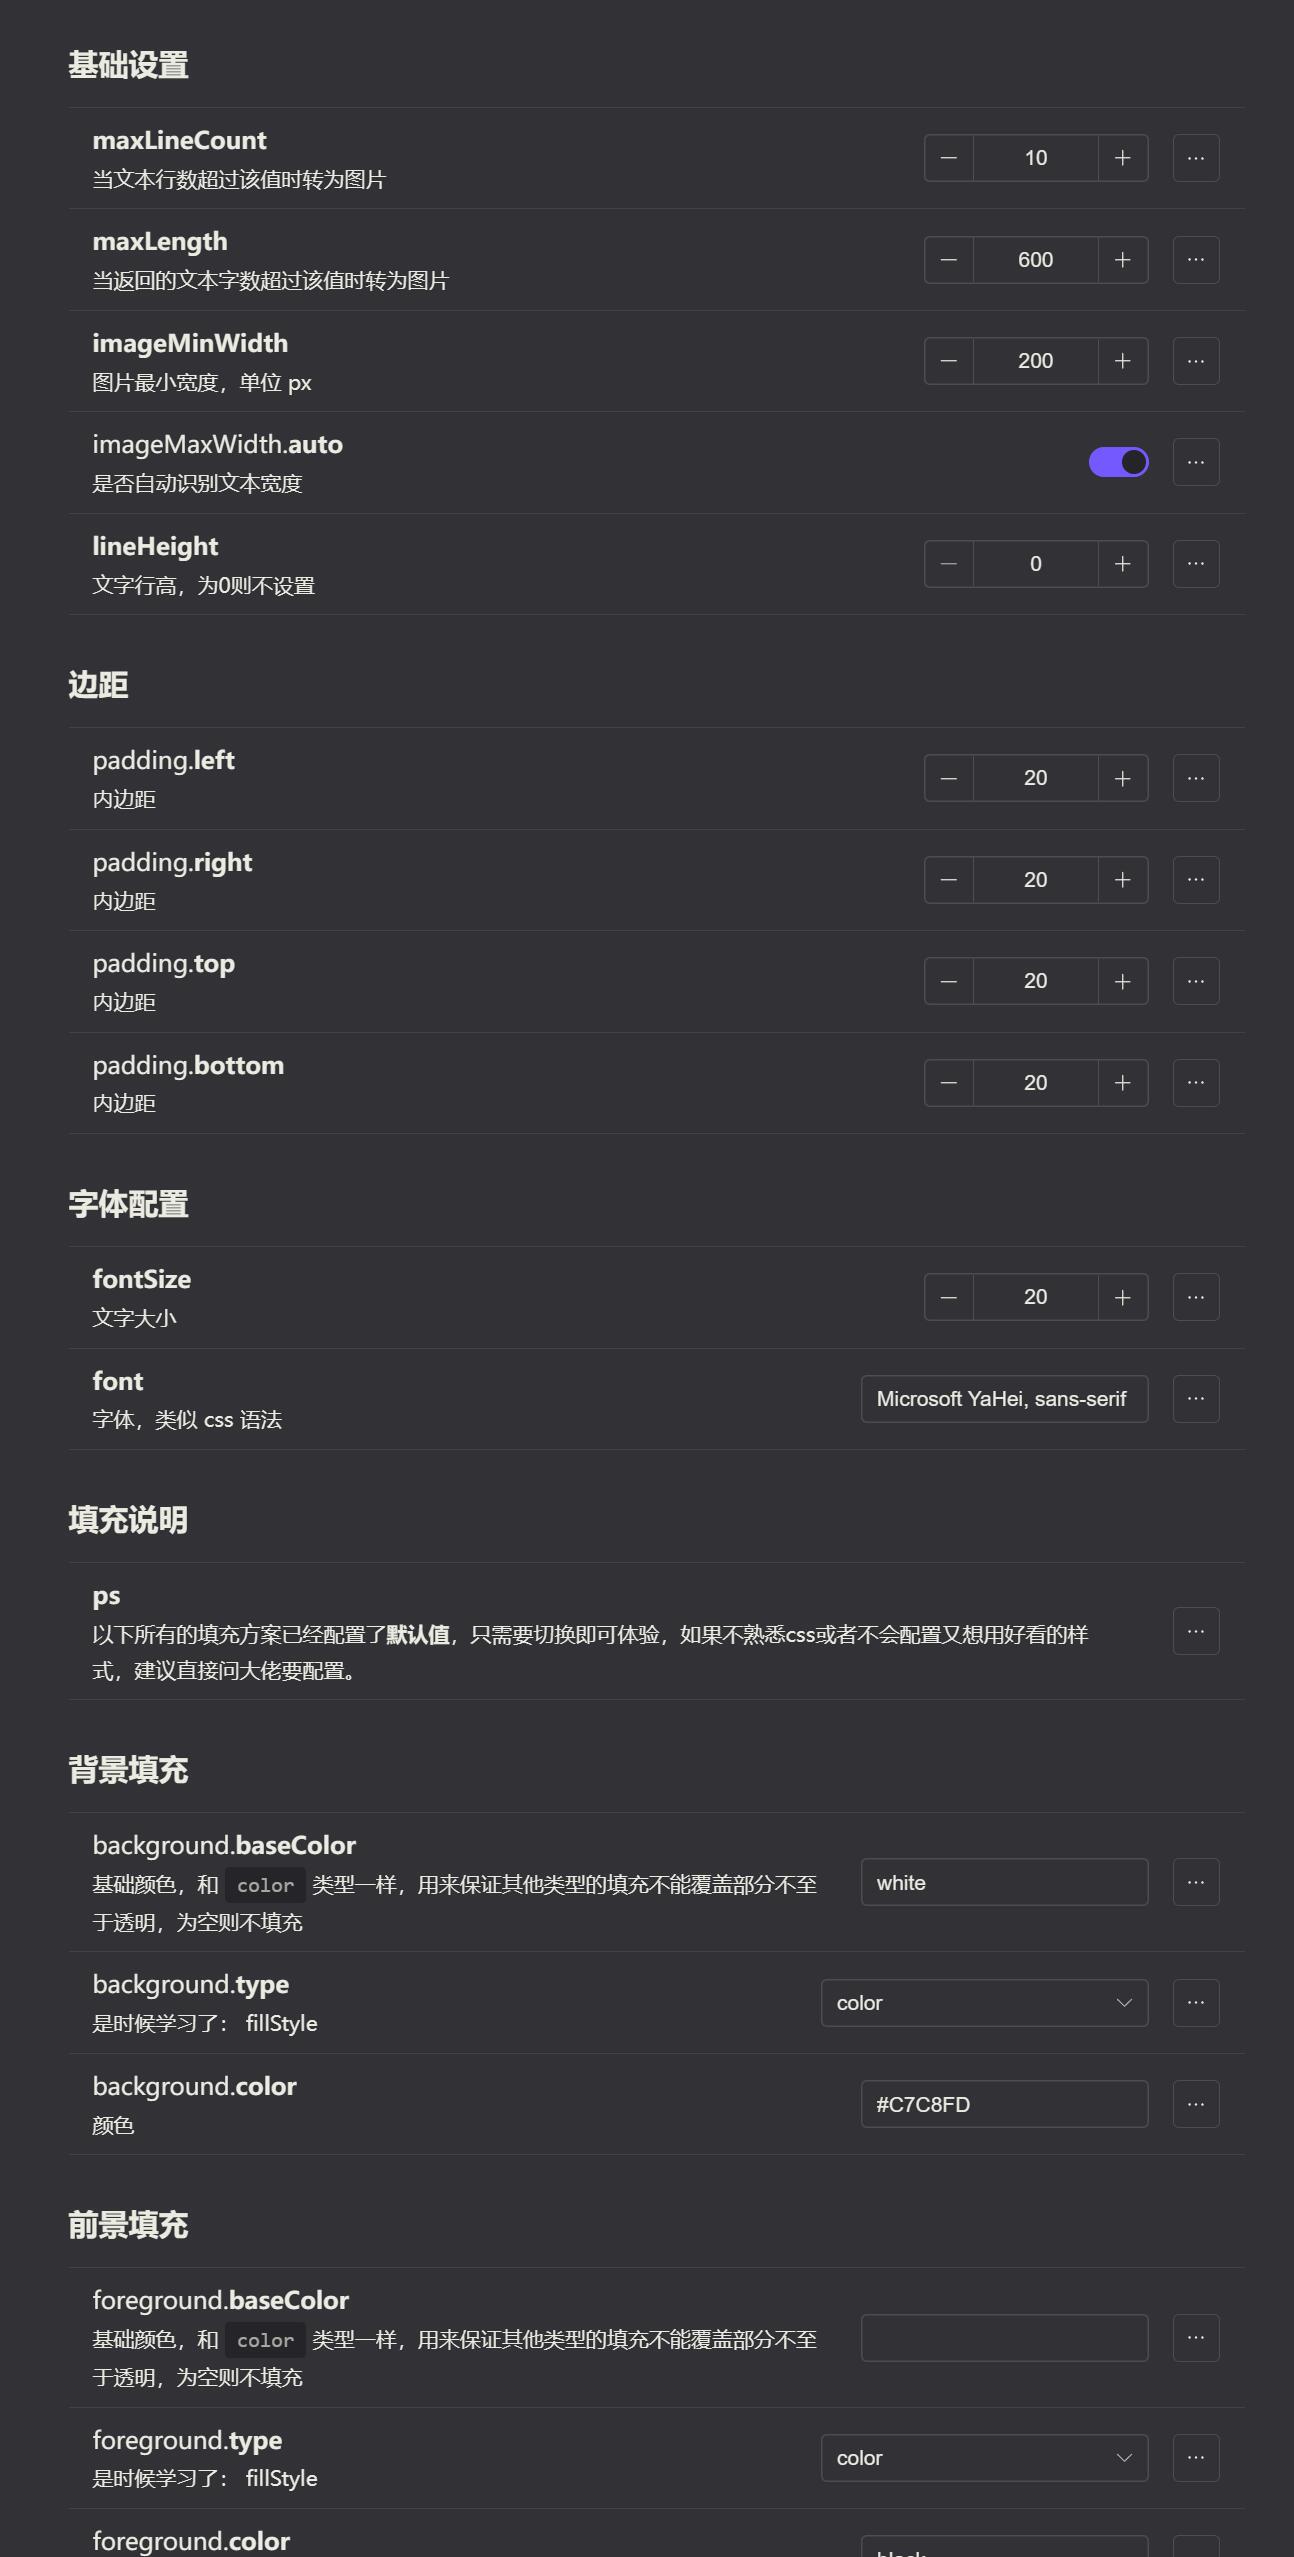 基础设置
maxLineCount
当文本行数超过该值时转为图片
10
maxLength
当返回的文本字数超过该值时转为图片
600
imageMinWidth
图片最小宽度，单位 px
200
imageMaxWidth.auto
是否自动识别文本宽度
lineHeight
文字行高，为0则不设置
0
边距
padding.left
内边距
20
padding.right
内边距
20
padding.top
内边距
20
padding.bottom
内边距
20
字体配置
fontSize
文字大小
20
font
字体，类似 css 语法
Microsoft YaHei, sans-serif
填充说明
ps
以下所有的填充方案已经配置了默认值，只需要切换即可体验，如果不熟悉css或者不会配置又想用好看的样
式，建议直接问大佬要配置。
背景填充
background.baseColor
基础颜色，和 color 类型一样，用来保证其他类型的填充不能覆盖部分不至
于透明，为空则不填充
white
background.type
是时候学习了： fillStyle
color
background.color
颜色
#C7C8FD
前景填充
foreground.baseColor
基础颜色，和 color 类型一样，用来保证其他类型的填充不能覆盖部分不至
于透明，为空则不填充
foreground.type
是时候学习了： fillStyle
color
foreground.color